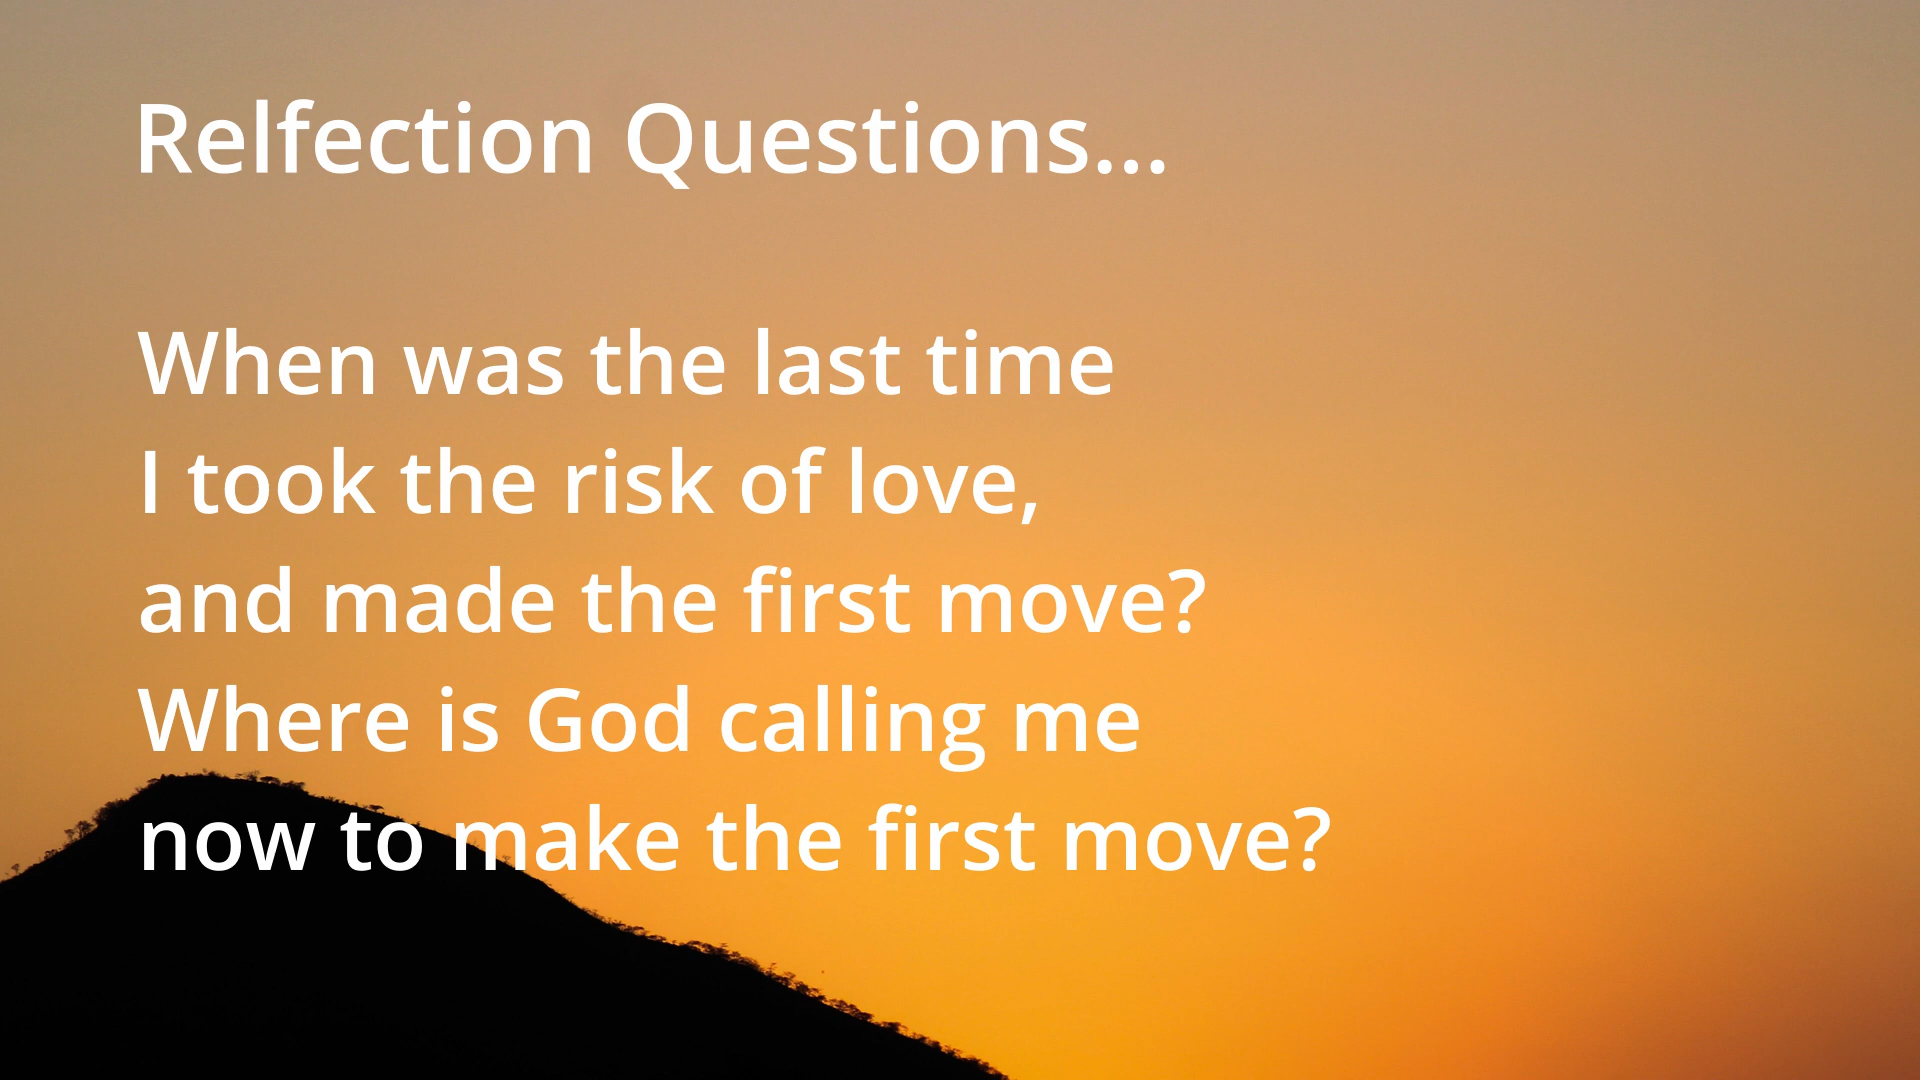 Relfection Questions...
When was the last time
I took the risk of love,
and made the first move?
Where is God calling me
now to make the first move?